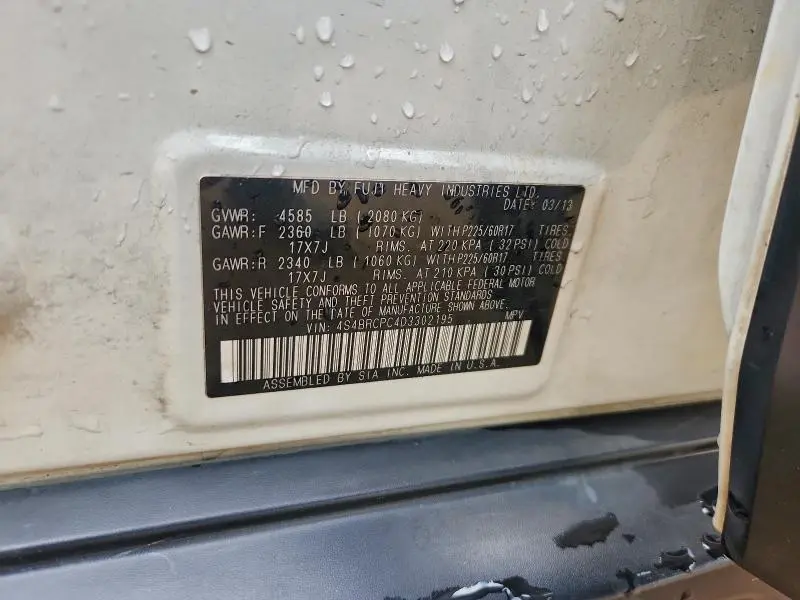 MFD BY FUJI HEAVY INDUSTRIES LTD.
DATE: 03/13
GVWR: 4585 LB ( 2080 KG)
GAWR:F 2360 LB ( 1070 KG) WITH P225/60R17 TIRES,
17X7J RIMS. AT 220 KPA ( 32 PSI) COLD
GAWR:R 2340 LB ( 1060 KG) WITH P225/60R17 TIRES,
17X7J RIMS. AT 210 KPA ( 30 PSI) COLD
THIS VEHICLE CONFORMS TO ALL APPLICABLE FEDERAL MOTOR
VEHICLE SAFETY AND THEFT PREVENTION STANDARDS
IN EFFECT ON THE DATE OF MANUFACTURE SHOWN ABOVE.
VIN: 4S4BRCPC4D3302195 MPV
ASSEMBLED BY SIA INC. MADE IN U.S.A.